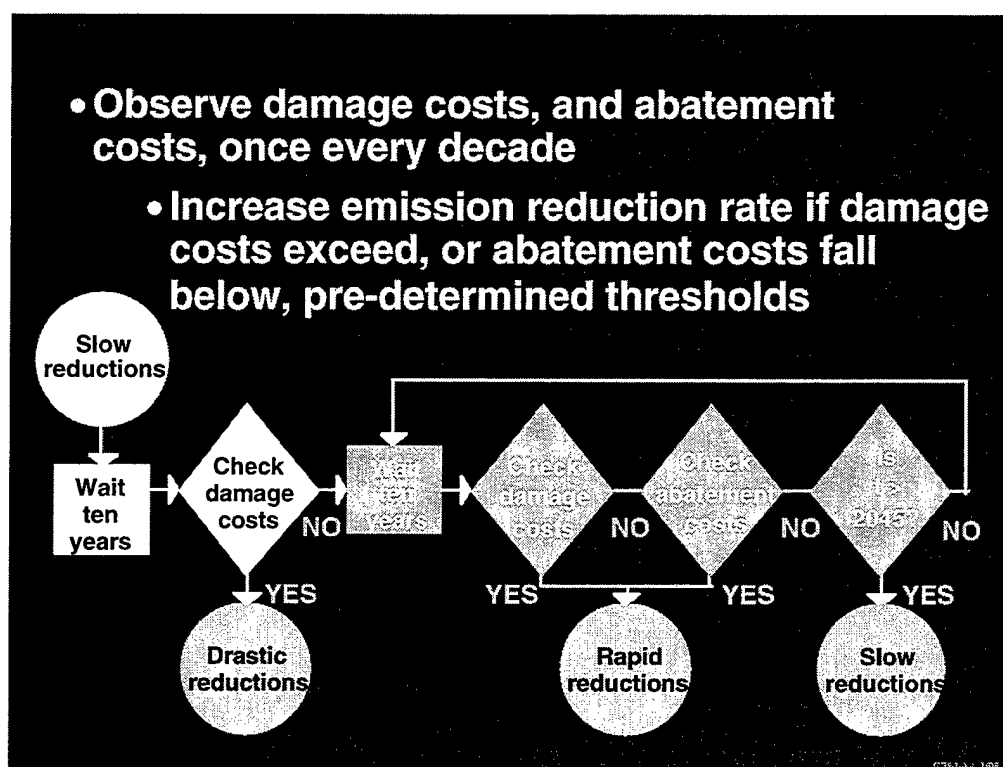 • Observe damage costs, and abatement
costs, once every decade
• Increase emission reduction rate if damage
costs exceed, or abatement costs fall
below, pre-determined thresholds
Slow
reductions
Wait
ten
years
Check
damage
costs
NO
YES
Drastic
reductions
Wait
ten
years
Check
damage
costs
NO
YES
Check
abatement
costs
NO
YES
Rapid
reductions
Is
2045?
NO
YES
Slow
reductions